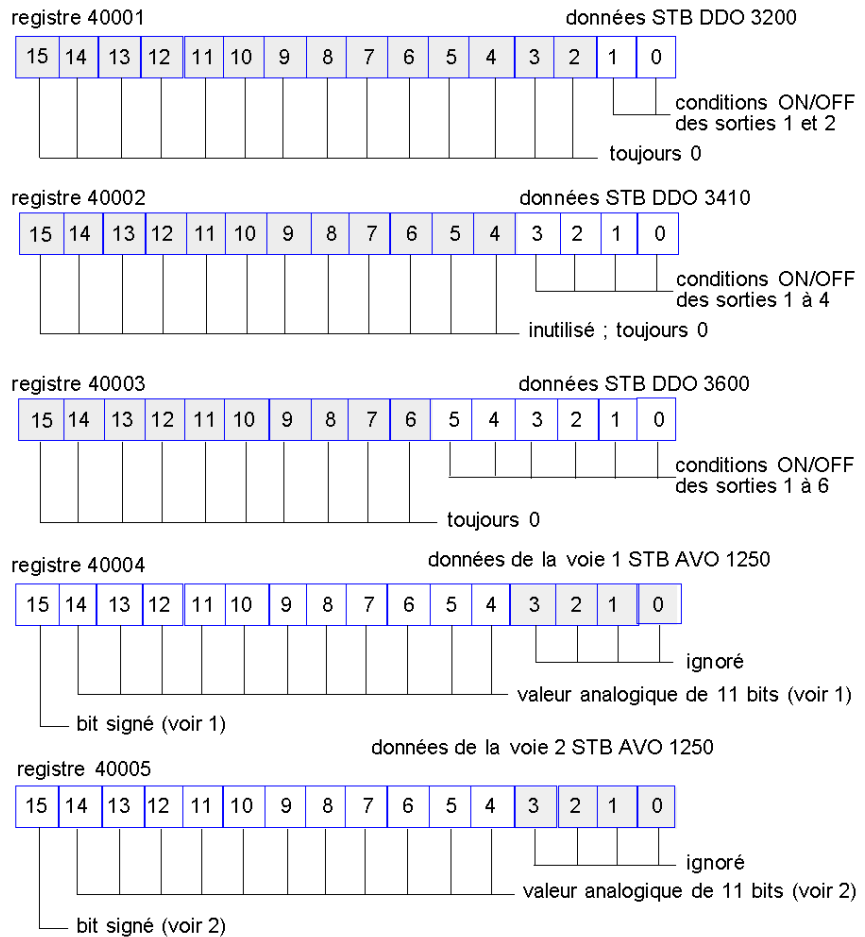 registre 40001 données STB DDO 3200
15 14 13 12 11 10 9 8 7 6 5 4 3 2 1 0
conditions ON/OFF
des sorties 1 et 2
toujours 0
registre 40002 données STB DDO 3410
15 14 13 12 11 10 9 8 7 6 5 4 3 2 1 0
conditions ON/OFF
des sorties 1 à 4
inutilisé ; toujours 0
registre 40003 données STB DDO 3600
15 14 13 12 11 10 9 8 7 6 5 4 3 2 1 0
conditions ON/OFF
des sorties 1 à 6
toujours 0
registre 40004 données de la voie 1 STB AVO 1250
15 14 13 12 11 10 9 8 7 6 5 4 3 2 1 0
ignoré
valeur analogique de 11 bits (voir 1)
bit signé (voir 1)
données de la voie 2 STB AVO 1250
registre 40005
15 14 13 12 11 10 9 8 7 6 5 4 3 2 1 0
ignoré
valeur analogique de 11 bits (voir 2)
bit signé (voir 2)